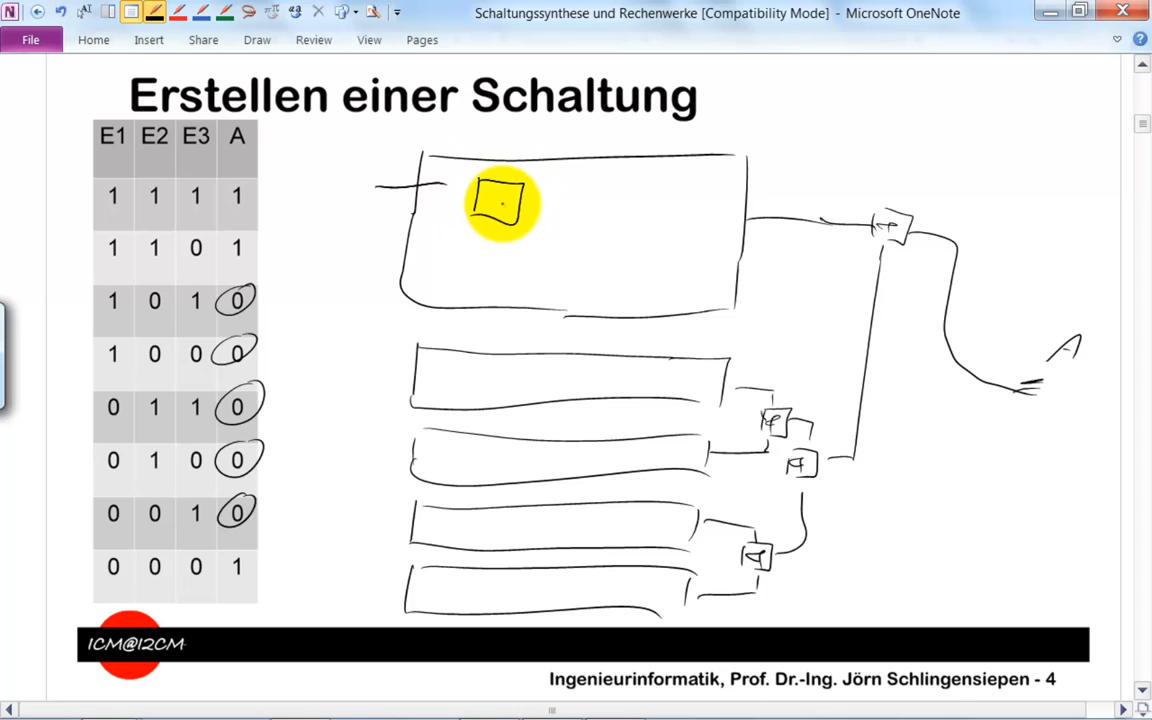 Schaltungssynthese und Rechenwerke [Compatibility Mode] - Microsoft OneNote
File Home Insert Share Draw Review View Pages
Erstellen einer Schaltung
E1 E2 E3 A
1 1 1 1
1 1 0 1
1 0 1 0
1 0 0 0
0 1 1 0
0 1 0 0
0 0 1 0
0 0 0 1
A
ICM@I2CM
Ingenieurinformatik, Prof. Dr.-Ing. Jörn Schlingensiepen - 4